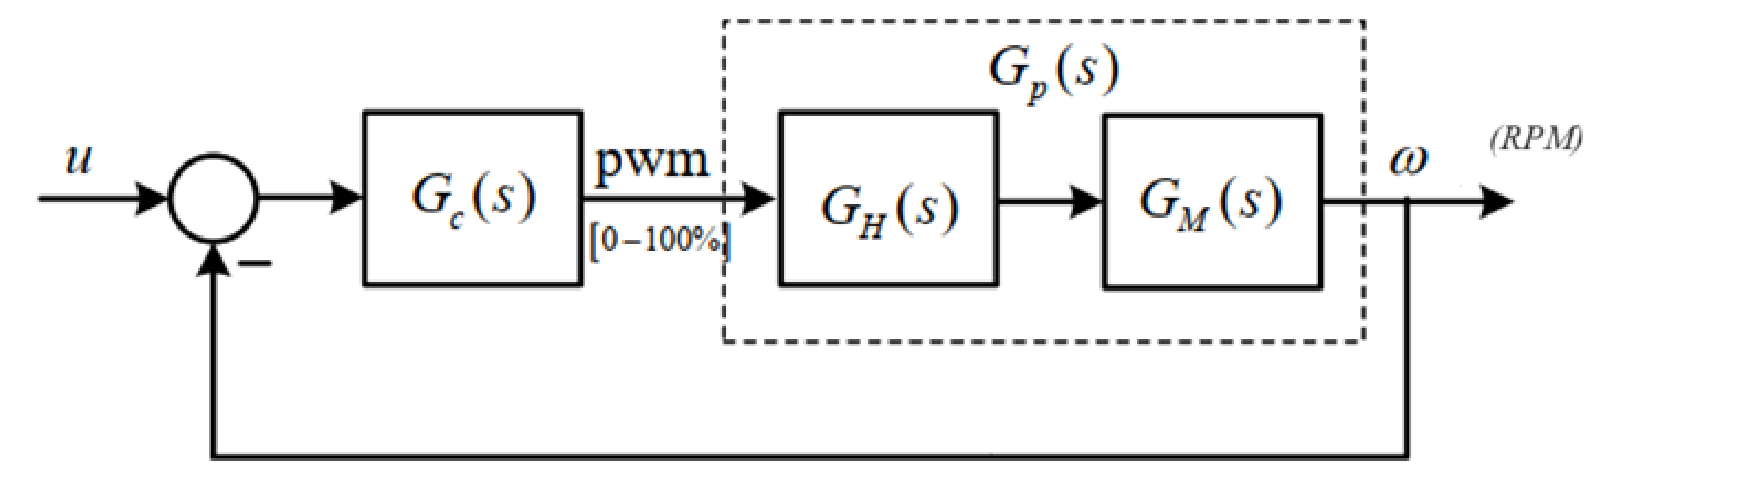 G_p(s)
u
G_c(s)
pwm
[0-100%]
G_H(s)
G_M(s)
ω
(RPM)
−